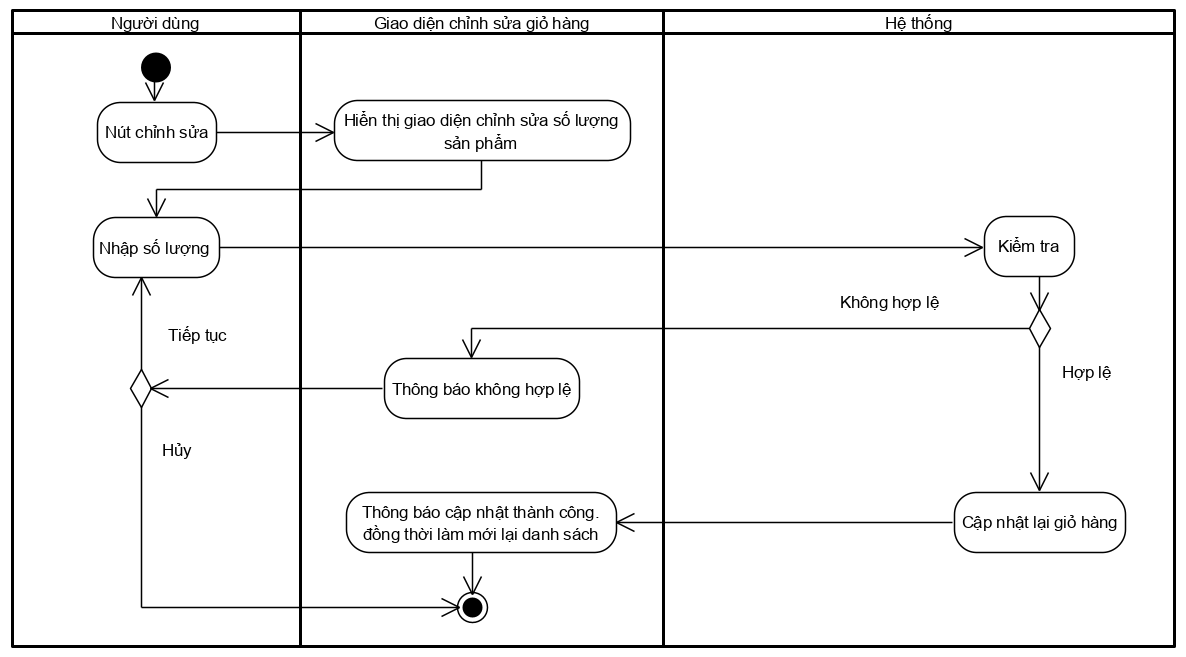 Người dùng
Giao diện chỉnh sửa giỏ hàng
Hệ thống
Nút chỉnh sửa
Hiển thị giao diện chỉnh sửa số lượng
sản phẩm
Nhập số lượng
Kiểm tra
Không hợp lệ
Tiếp tục
Hợp lệ
Thông báo không hợp lệ
Hủy
Thông báo cập nhật thành công.
đồng thời làm mới lại danh sách
Cập nhật lại giỏ hàng